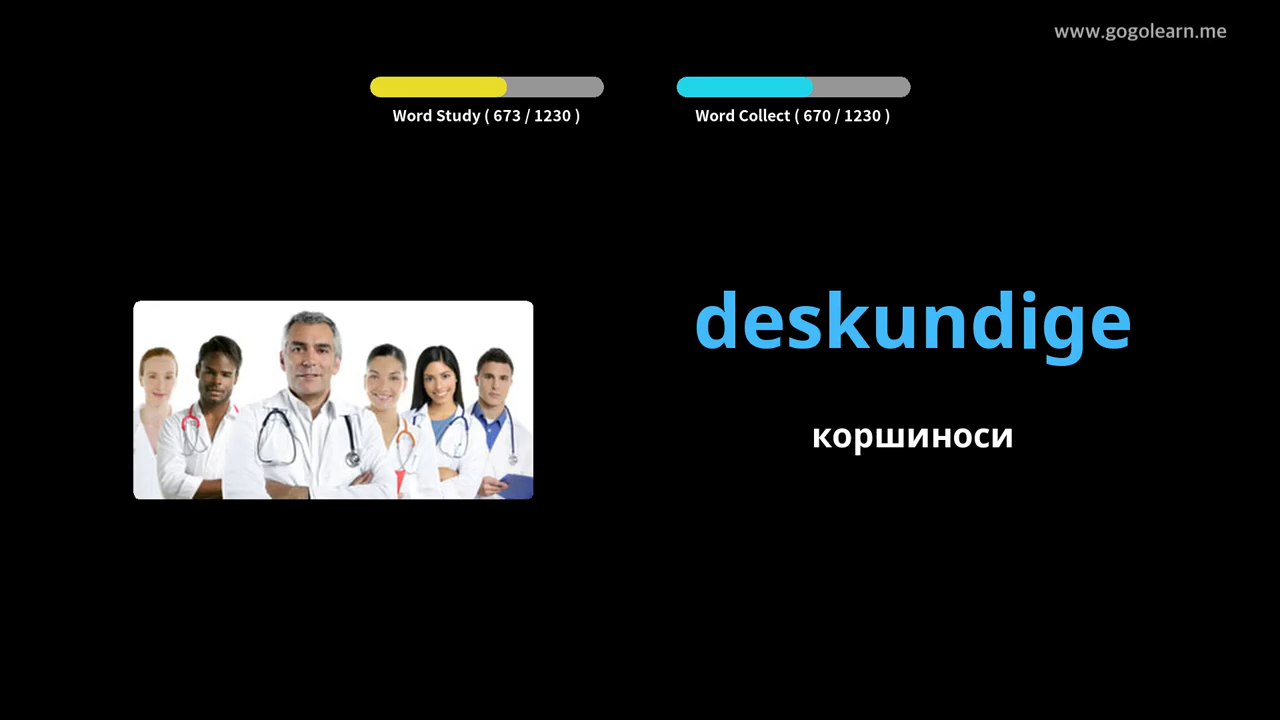 www.gogolearn.me
Word Study ( 673 / 1230 )
Word Collect ( 670 / 1230 )
deskundige
коршиноси